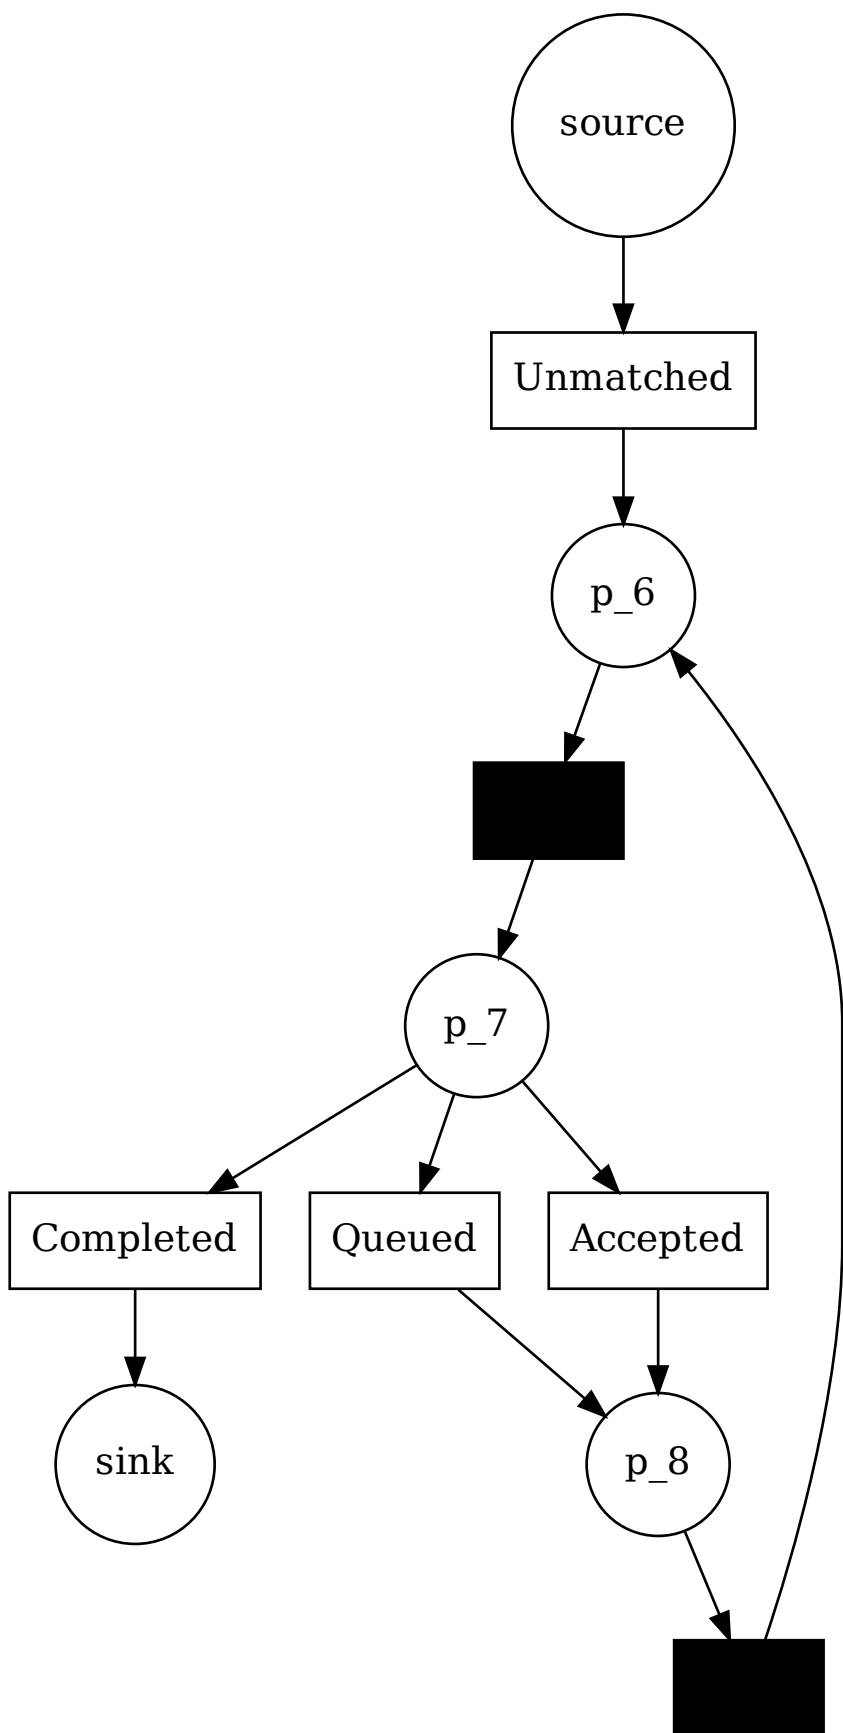 source
Unmatched
p_6
p_7
Completed
Queued
Accepted
sink
p_8